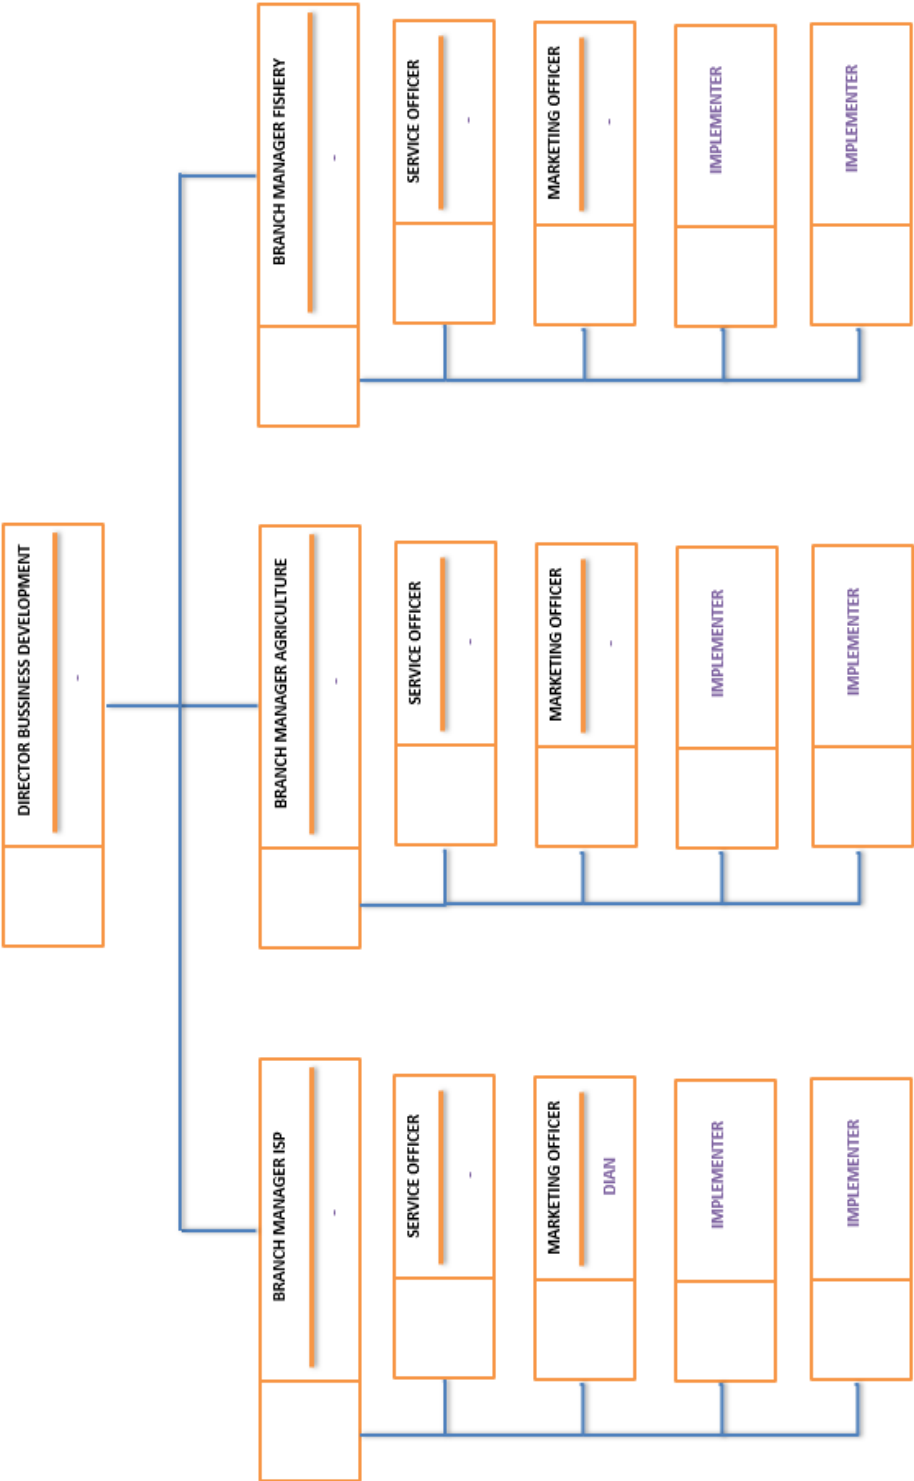 DIRECTOR BUSSINESS DEVELOPMENT
-
BRANCH MANAGER ISP
-
SERVICE OFFICER
-
MARKETING OFFICER
DIAN
IMPLEMENTER
IMPLEMENTER
BRANCH MANAGER AGRICULTURE
-
SERVICE OFFICER
-
MARKETING OFFICER
-
IMPLEMENTER
IMPLEMENTER
BRANCH MANAGER FISHERY
-
SERVICE OFFICER
-
MARKETING OFFICER
-
IMPLEMENTER
IMPLEMENTER